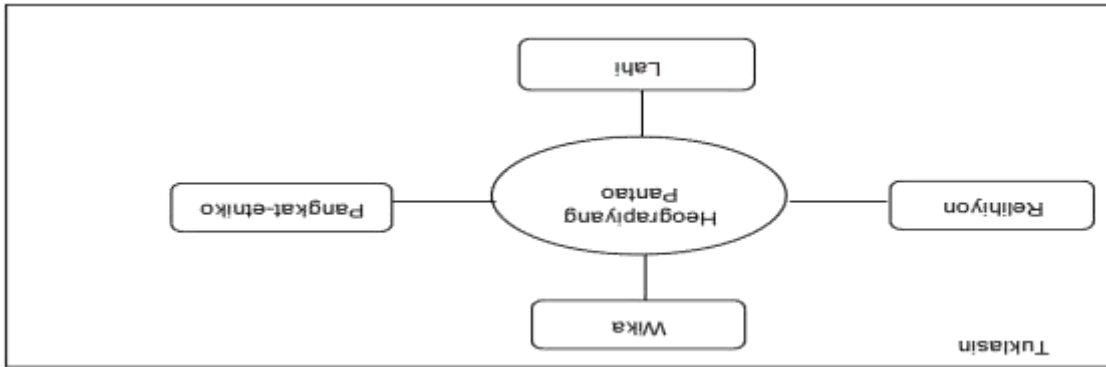 Tuklasin
Wika
Relihiyon
Heograpiyang
Pantao
Pangkat-etniko
Lahi